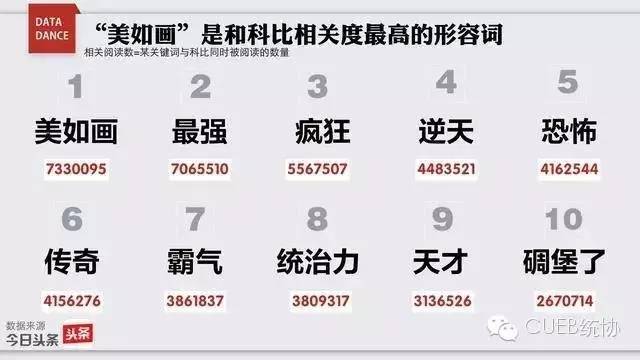 DATA
DANCE
“美如画”是和科比相关度最高的形容词
相关阅读数=某关键词与科比同时被阅读的数量
1 2 3 4 5
美如画 最强 疯狂 逆天 恐怖
7330095 7065510 5567507 4483521 4162544
6 7 8 9 10
传奇 霸气 统治力 天才 碉堡了
4156276 3861837 3809317 3136526 2670714
数据来源
今日头条 头条
CUEB统协